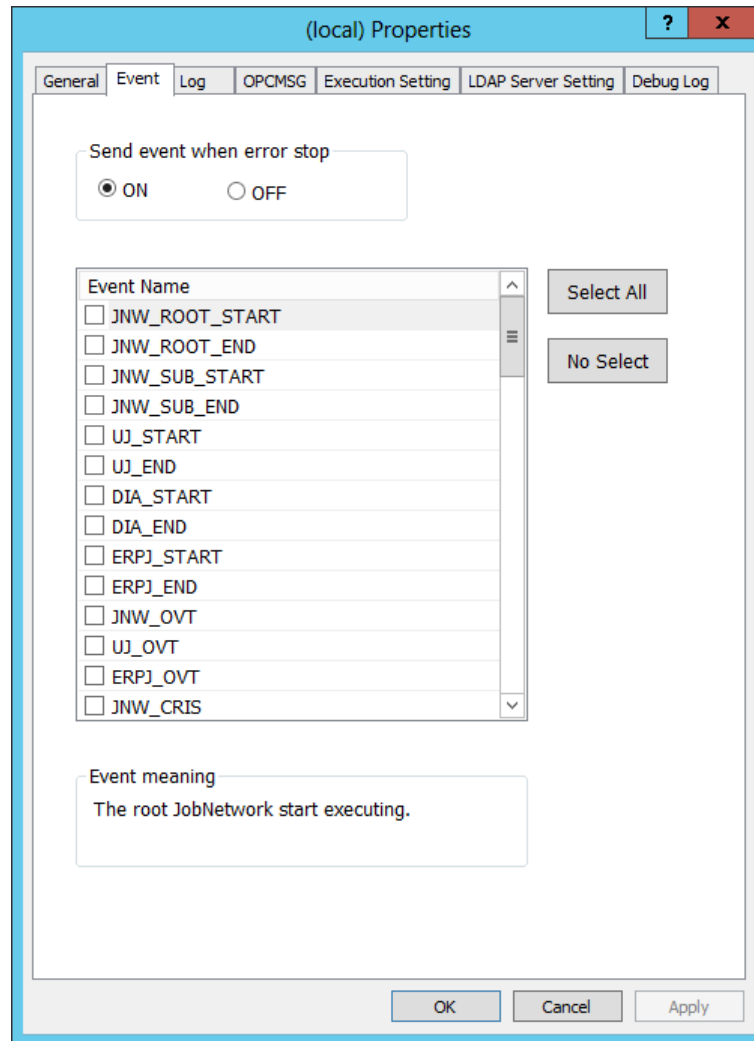 (local) Properties
?
x
General Event Log OPCMSG Execution Setting LDAP Server Setting Debug Log
Send event when error stop
ON OFF
Event Name
Select All
JNW_ROOT_START
JNW_ROOT_END
No Select
JNW_SUB_START
JNW_SUB_END
UJ_START
UJ_END
DIA_START
DIA_END
ERPJ_START
ERPJ_END
JNW_OVT
UJ_OVT
ERPJ_OVT
JNW_CRIS
Event meaning
The root JobNetwork start executing.
OK Cancel Apply